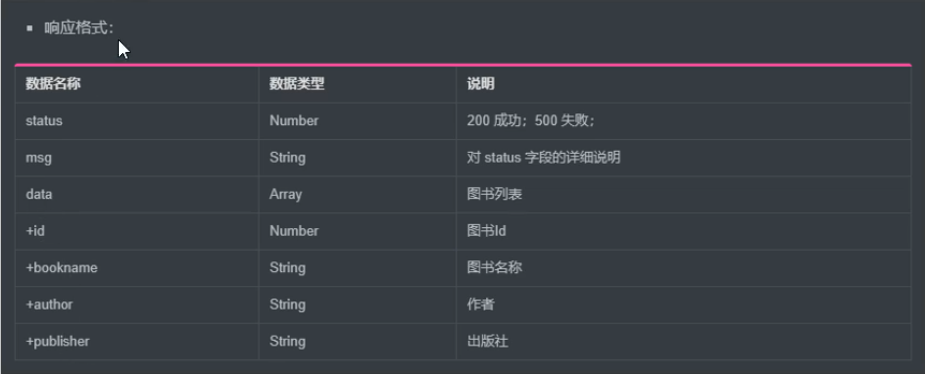 ▪ 响应格式：
数据名称 数据类型 说明
status Number 200 成功；500 失败；
msg String 对 status 字段的详细说明
data Array 图书列表
+id Number 图书Id
+bookname String 图书名称
+author String 作者
+publisher String 出版社